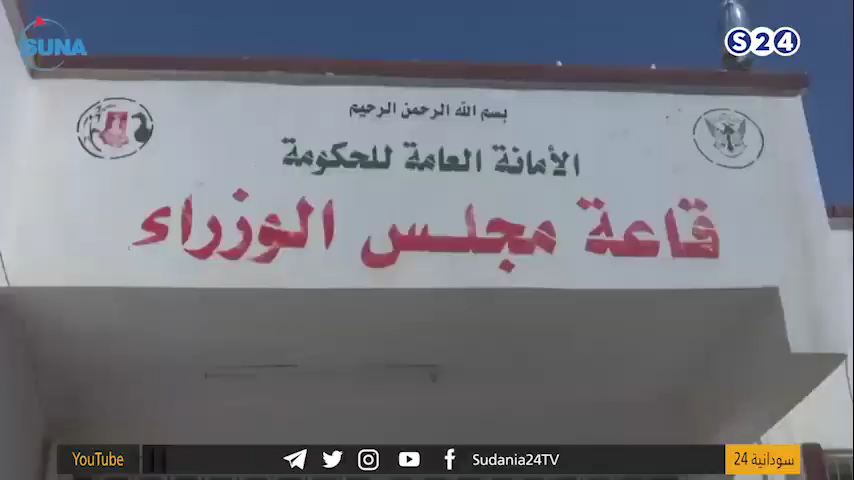 SUNA
S24
بسم الله الرحمن الرحيم
الأمانة العامة للحكومة
قاعة مجلس الوزراء
YouTube
Sudania24TV
سودانية 24